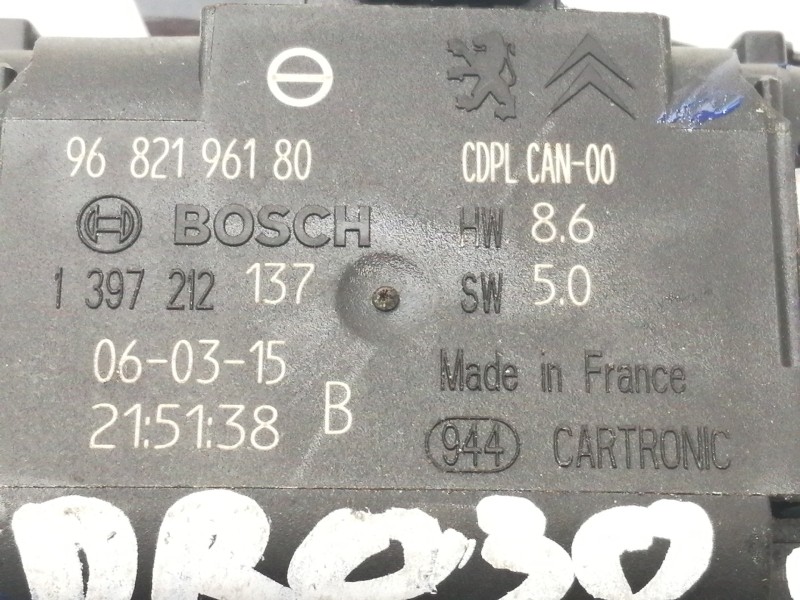 96 821 961 80
CDPL CAN-00
BOSCH
HW 8.6
1 397 212 137
SW 5.0
06-03-15
Made in France
21:51:38 B
944 CARTRONIC
DRO30